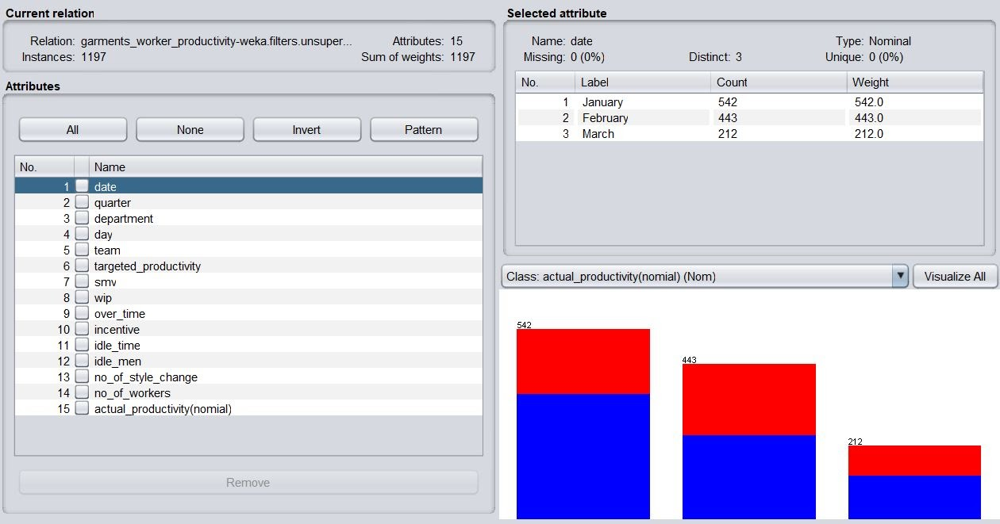 Current relation
Relation: garments_worker_productivity-weka.filters.unsuper... Attributes: 15
Instances: 1197 Sum of weights: 1197
Attributes
All None Invert Pattern
No. Name
1 date
2 quarter
3 department
4 day
5 team
6 targeted_productivity
7 smv
8 wip
9 over_time
10 incentive
11 idle_time
12 idle_men
13 no_of_style_change
14 no_of_workers
15 actual_productivity(nomial)
Remove
Selected attribute
Name: date Type: Nominal
Missing: 0 (0%) Distinct: 3 Unique: 0 (0%)
No. Label Count Weight
1 January 542 542.0
2 February 443 443.0
3 March 212 212.0
Class: actual_productivity(nomial) (Nom) Visualize All
542
443
212